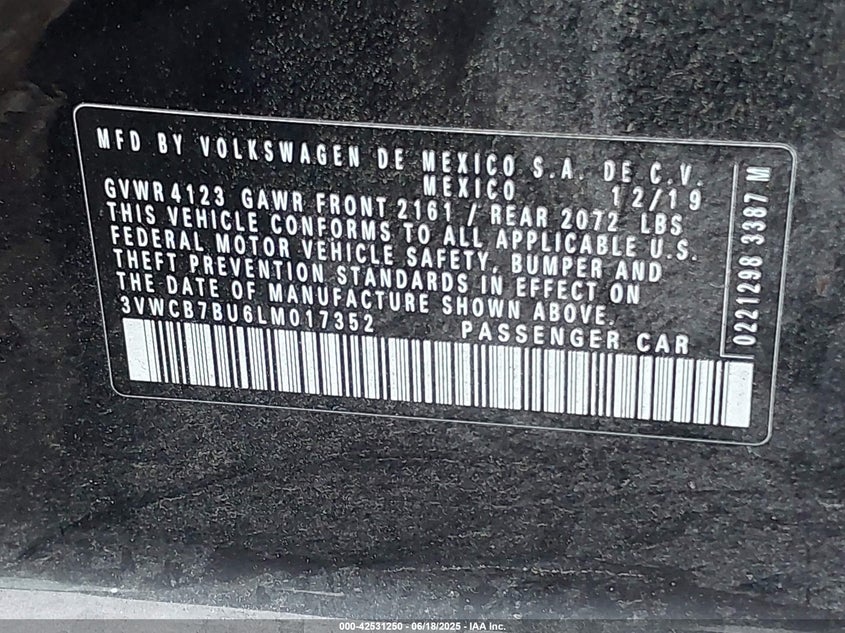 MFD BY VOLKSWAGEN DE MEXICO S.A. DE C.V.
MEXICO 12/19
GVWR 4123 GAWR FRONT 2161 / REAR 2072 LBS
THIS VEHICLE CONFORMS TO ALL APPLICABLE U.S.
FEDERAL MOTOR VEHICLE SAFETY, BUMPER AND
THEFT PREVENTION STANDARDS IN EFFECT ON
THE DATE OF MANUFACTURE SHOWN ABOVE.
3VWCB7BU6LM017352 PASSENGER CAR
0221298 3387 M
000-42531250 - 06/18/2025 - IAA Inc.